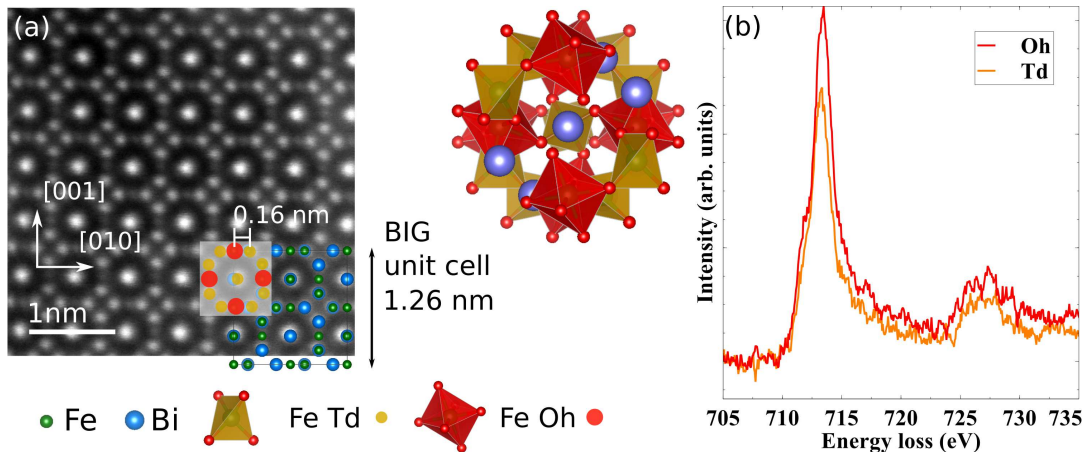 (a)
[001]
[010]
0.16 nm
1nm
BIG
unit cell
1.26 nm
Fe
Bi
Fe Td
Fe Oh
(b)
Oh
Td
Intensity (arb. units)
705 710 715 720 725 730 735
Energy loss (eV)